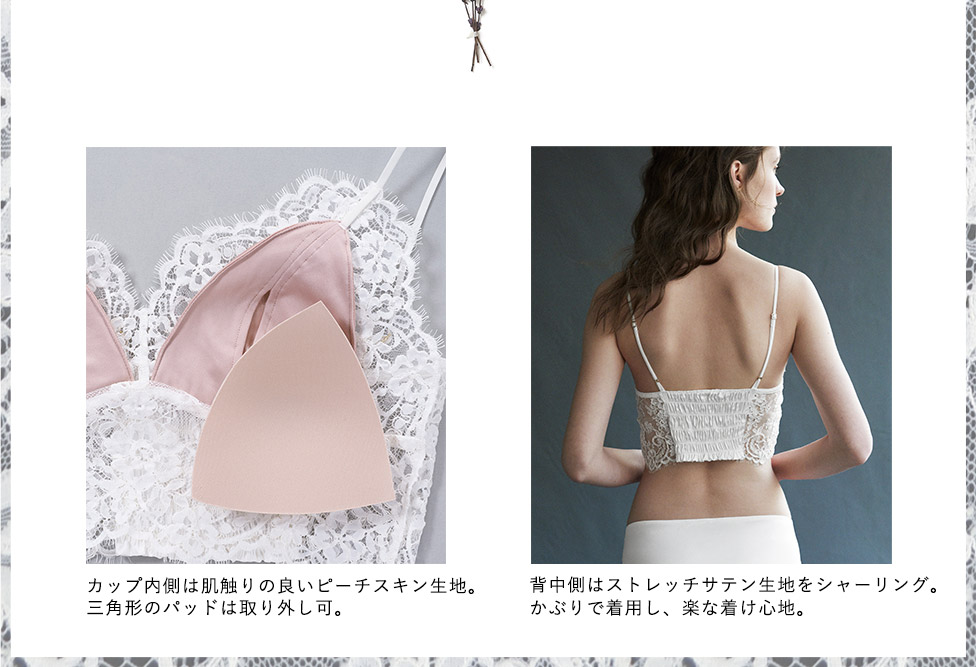 カップ内側は肌触りの良いピーチスキン生地。
三角形のパッドは取り外し可。
背中側はストレッチサテン生地をシャーリング。
かぶりで着用し、楽な着け心地。